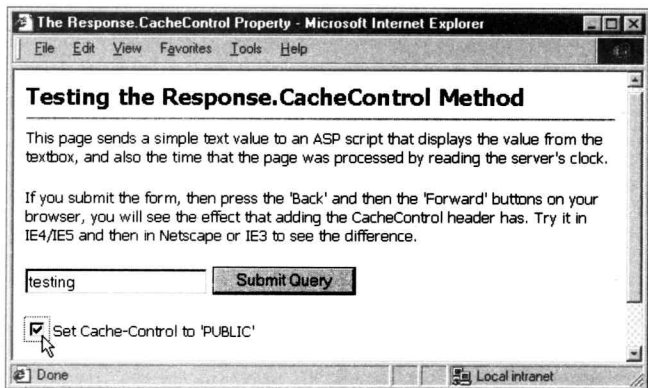 The Response.CacheControl Property - Microsoft Internet Explorer
File Edit View Favorites Tools Help
Testing the Response.CacheControl Method
This page sends a simple text value to an ASP script that displays the value from the
textbox, and also the time that the page was processed by reading the server's clock.
If you submit the form, then press the 'Back' and then the 'Forward' buttons on your
browser, you will see the effect that adding the CacheControl header has. Try it in
IE4/IE5 and then in Netscape or IE3 to see the difference.
testing Submit Query
Set Cache-Control to 'PUBLIC'
Done Local intranet